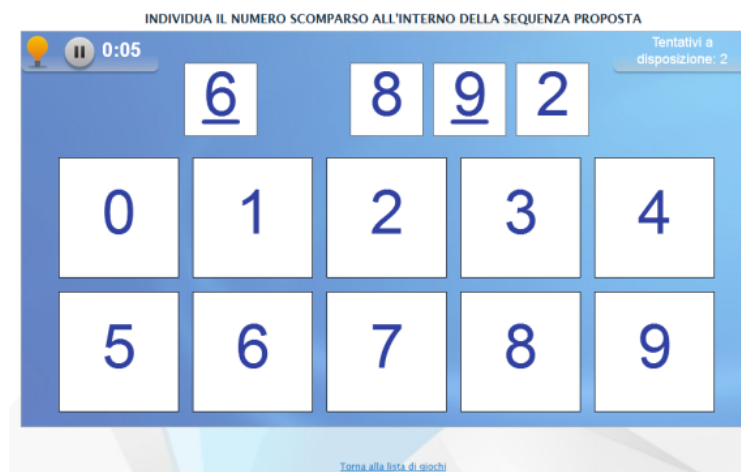 INDIVIDUA IL NUMERO SCOMPARSO ALL'INTERNO DELLA SEQUENZA PROPOSTA
0:05
Tentativi a
disposizione: 2
6 8 9 2
0 1 2 3 4
5 6 7 8 9
Torna alla lista di giochi